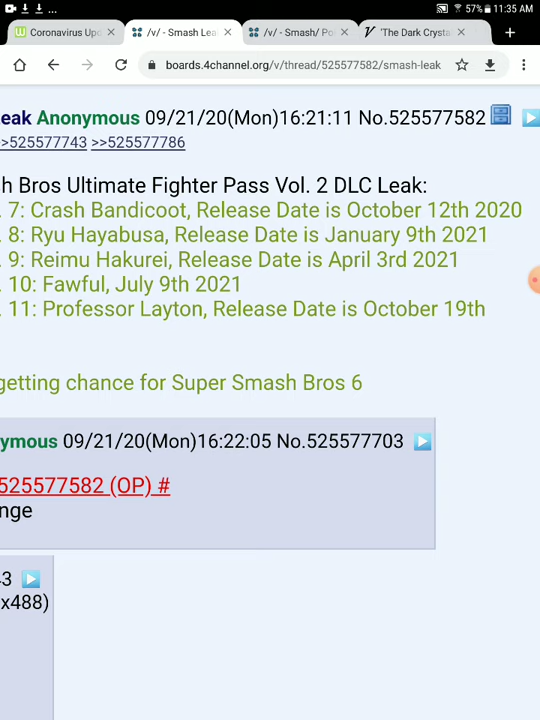 57% 11:35 AM
Coronavirus Upd
/v/ - Smash Lea
/v/ - Smash/ Po
'The Dark Crysta
boards.4channel.org/v/thread/525577582/smash-leak
eak Anonymous 09/21/20(Mon)16:21:11 No.525577582
>>525577743 >>525577786
h Bros Ultimate Fighter Pass Vol. 2 DLC Leak:
. 7: Crash Bandicoot, Release Date is October 12th 2020
. 8: Ryu Hayabusa, Release Date is January 9th 2021
. 9: Reimu Hakurei, Release Date is April 3rd 2021
. 10: Fawful, July 9th 2021
. 11: Professor Layton, Release Date is October 19th
getting chance for Super Smash Bros 6
ymous 09/21/20(Mon)16:22:05 No.525577703
525577582 (OP) #
nge
3
x488)